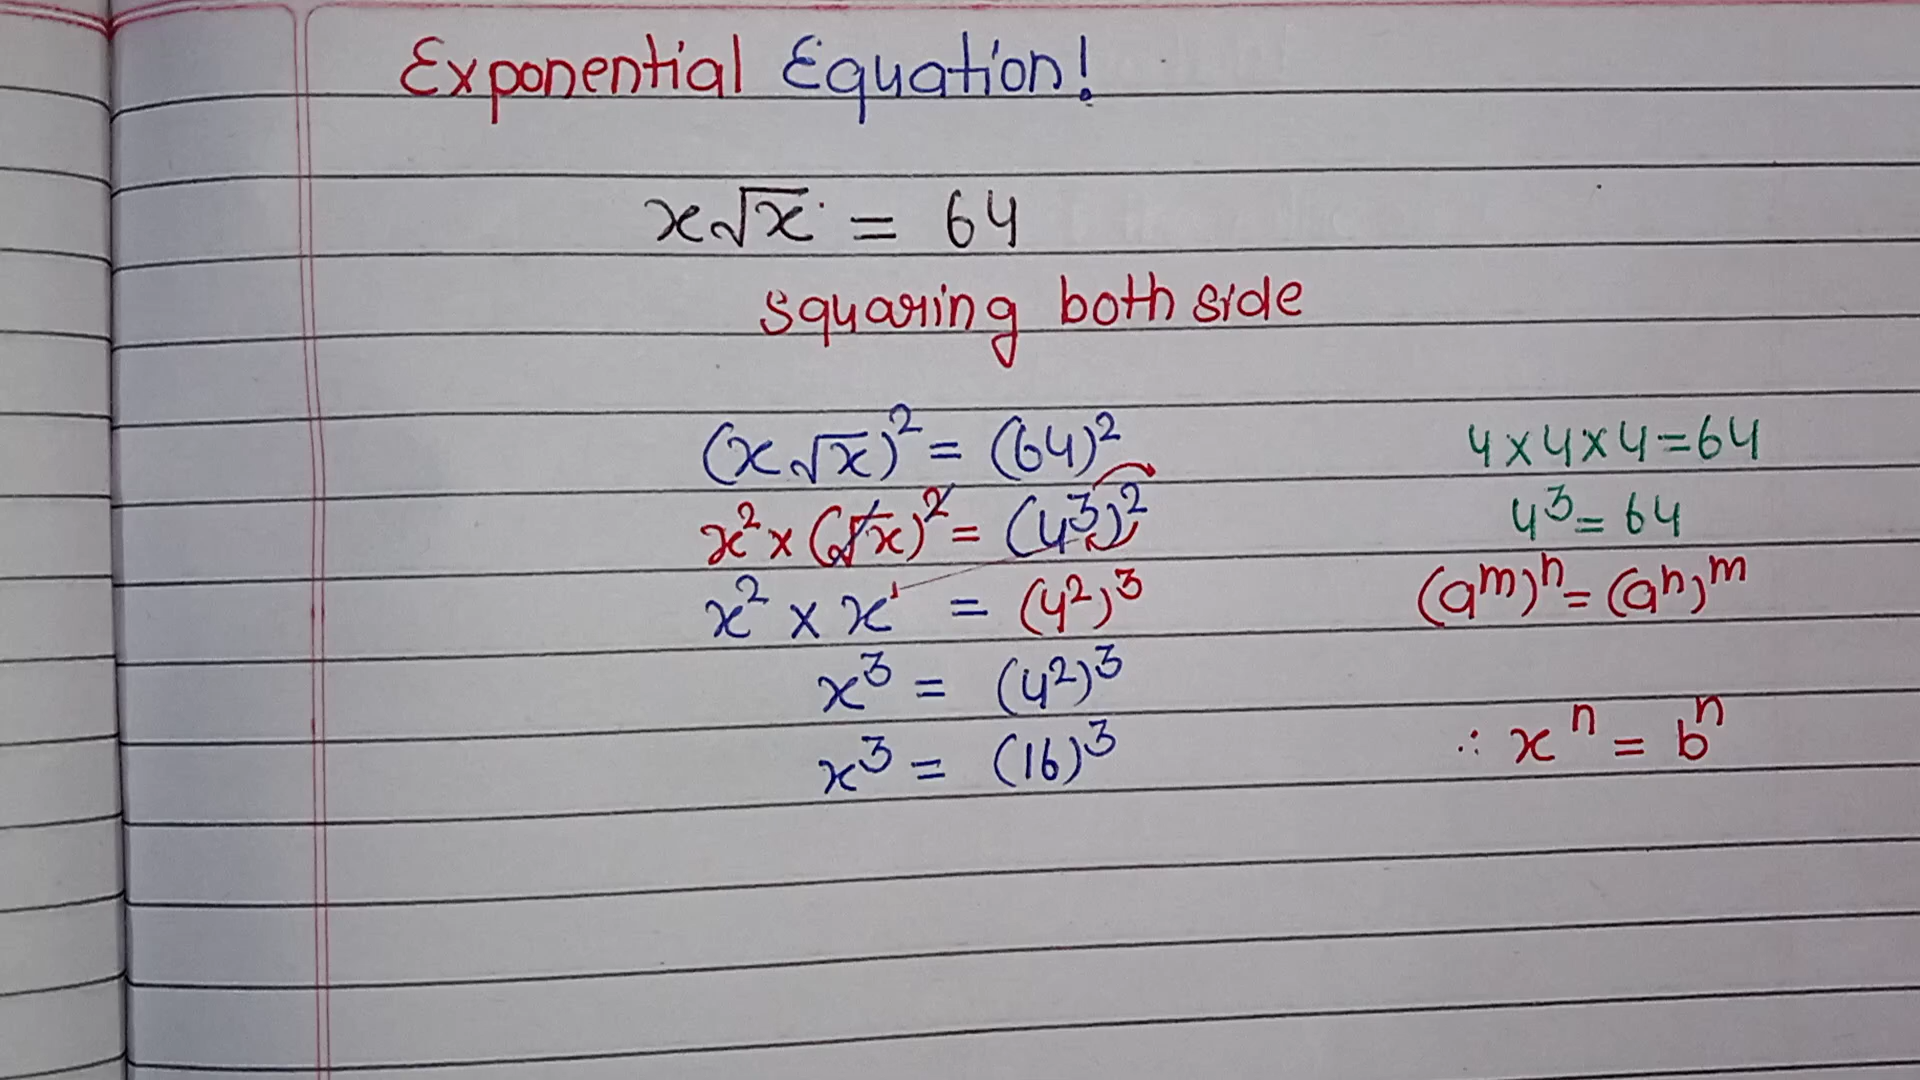 Exponential Equation!
x√x = 64
squaring both side
(x√x)² = (64)²
4×4×4=64
x² × (√x)² = (4³)²
4³ = 64
x² × x¹ = (4²)³
(aᵐ)ⁿ = (aⁿ)ᵐ
x³ = (4²)³
x³ = (16)³
∴ xⁿ = bⁿ